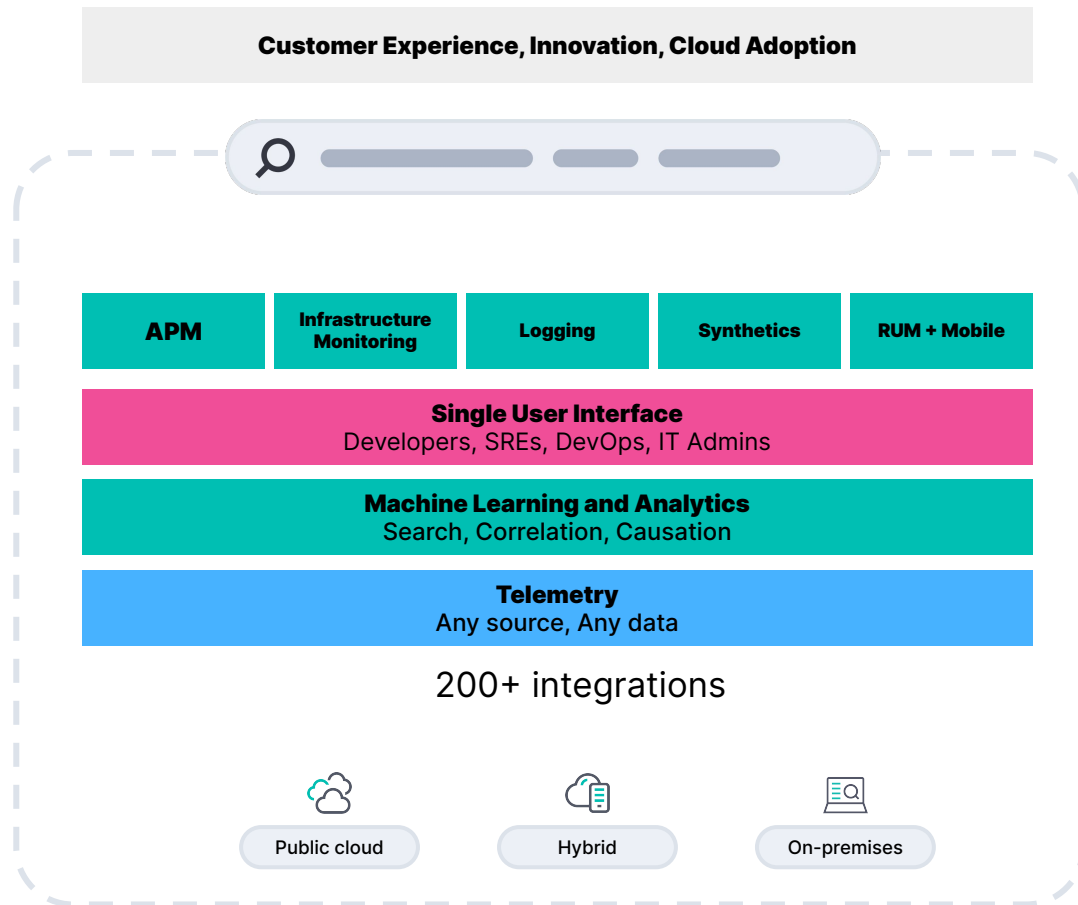 Customer Experience, Innovation, Cloud Adoption
APM
Infrastructure
Monitoring
Logging
Synthetics
RUM + Mobile
Single User Interface
Developers, SREs, DevOps, IT Admins
Machine Learning and Analytics
Search, Correlation, Causation
Telemetry
Any source, Any data
200+ integrations
Public cloud
Hybrid
On-premises